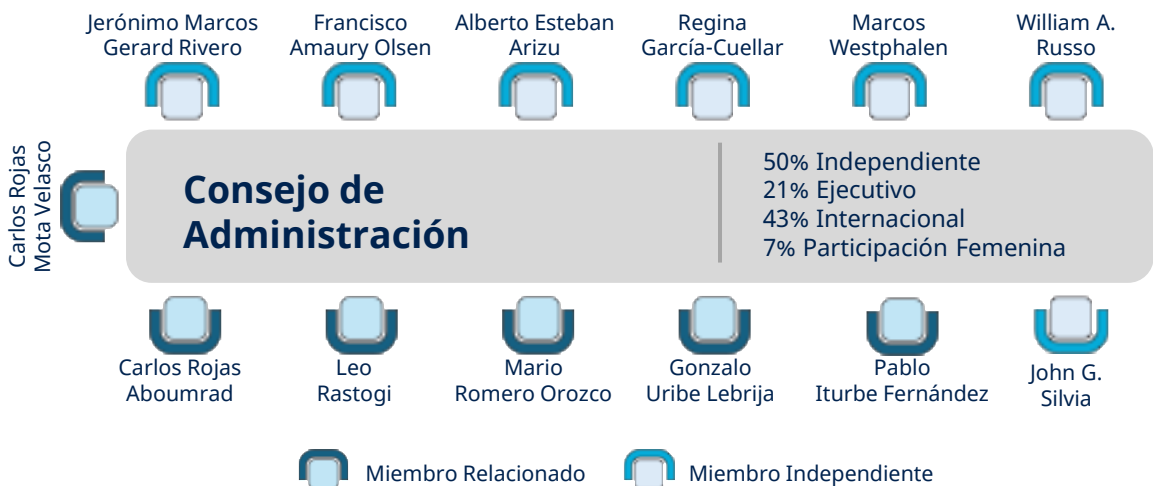 Jerónimo Marcos
Gerard Rivero
Francisco
Amaury Olsen
Alberto Esteban
Arizu
Regina
García-Cuellar
Marcos
Westphalen
William A.
Russo
Carlos Rojas
Mota Velasco
Consejo de
Administración
50% Independiente
21% Ejecutivo
43% Internacional
7% Participación Femenina
Carlos Rojas
Aboumrad
Leo
Rastogi
Mario
Romero Orozco
Gonzalo
Uribe Lebrija
Pablo
Iturbe Fernández
John G.
Silvia
Miembro Relacionado
Miembro Independiente